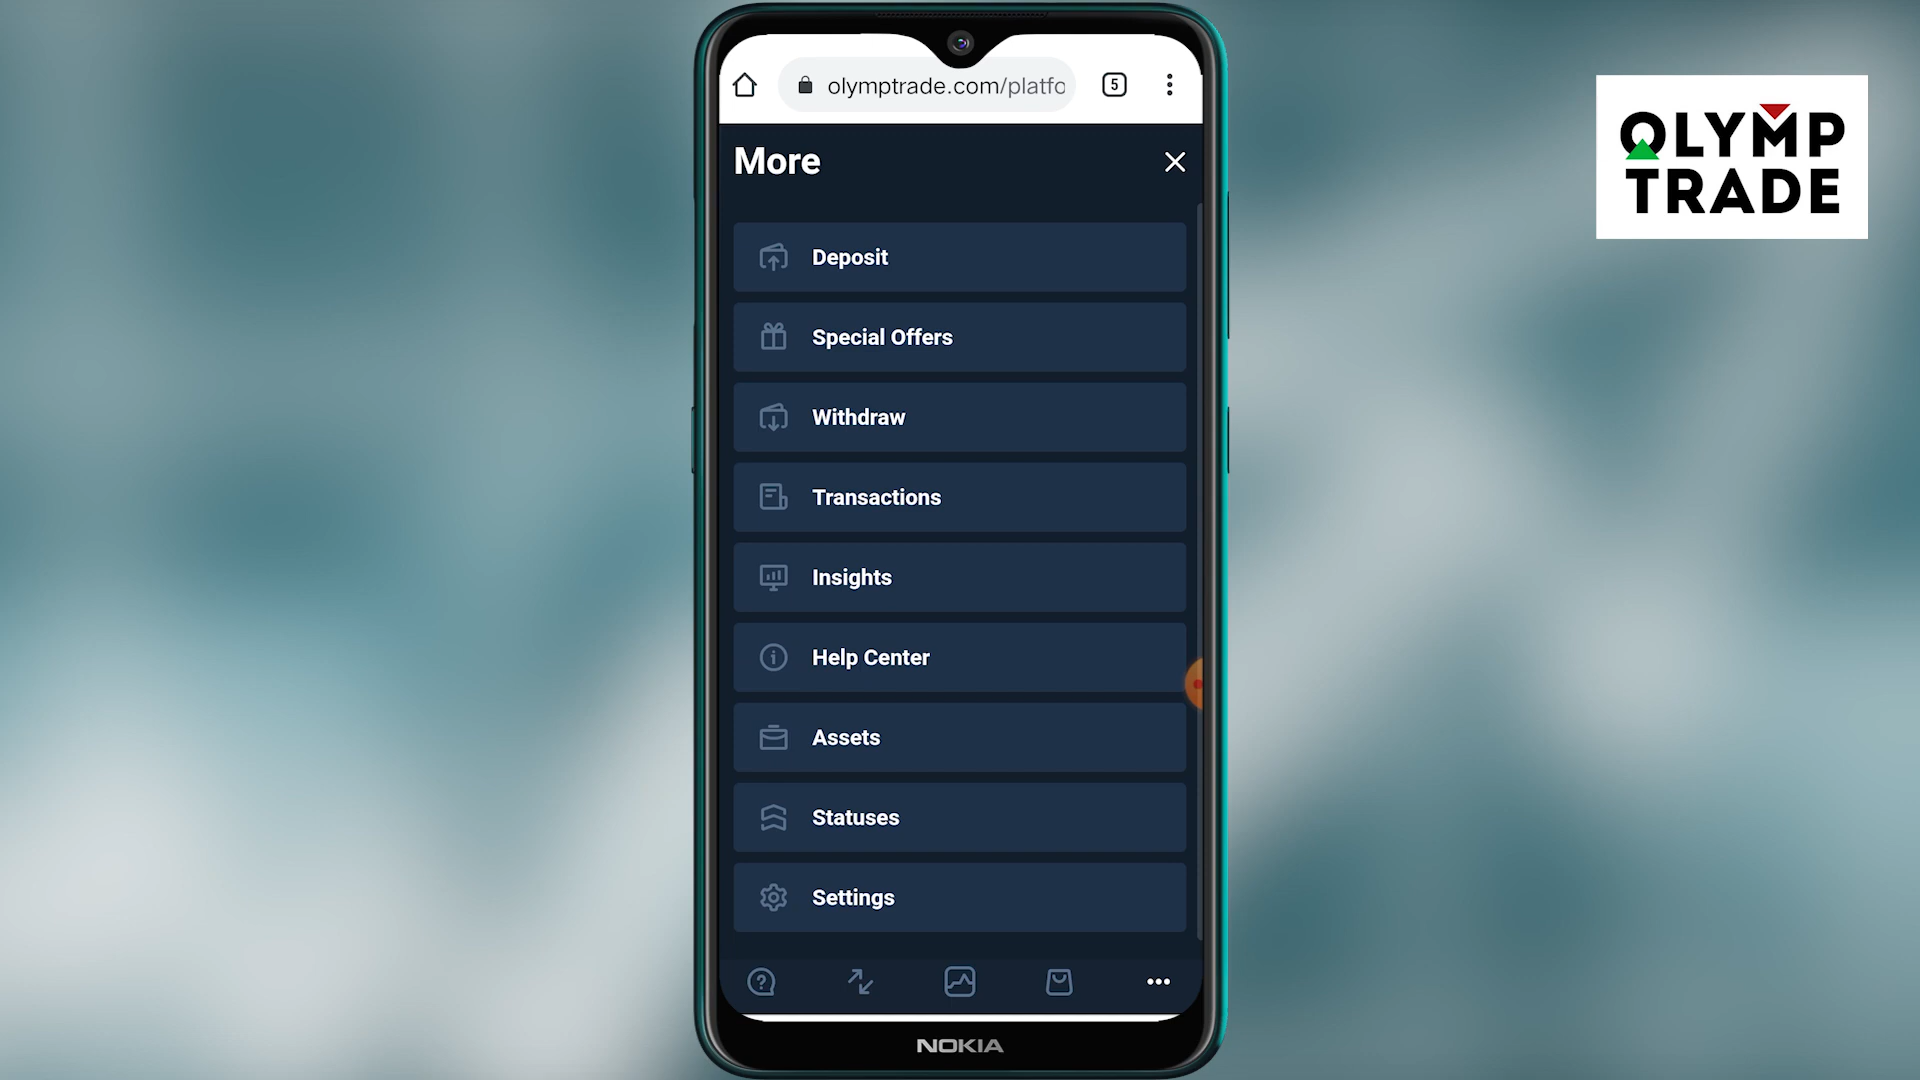 olymptrade.com/platfo
5
More
Deposit
Special Offers
Withdraw
Transactions
Insights
Help Center
Assets
Statuses
Settings
NOKIA
OLYMP
TRADE